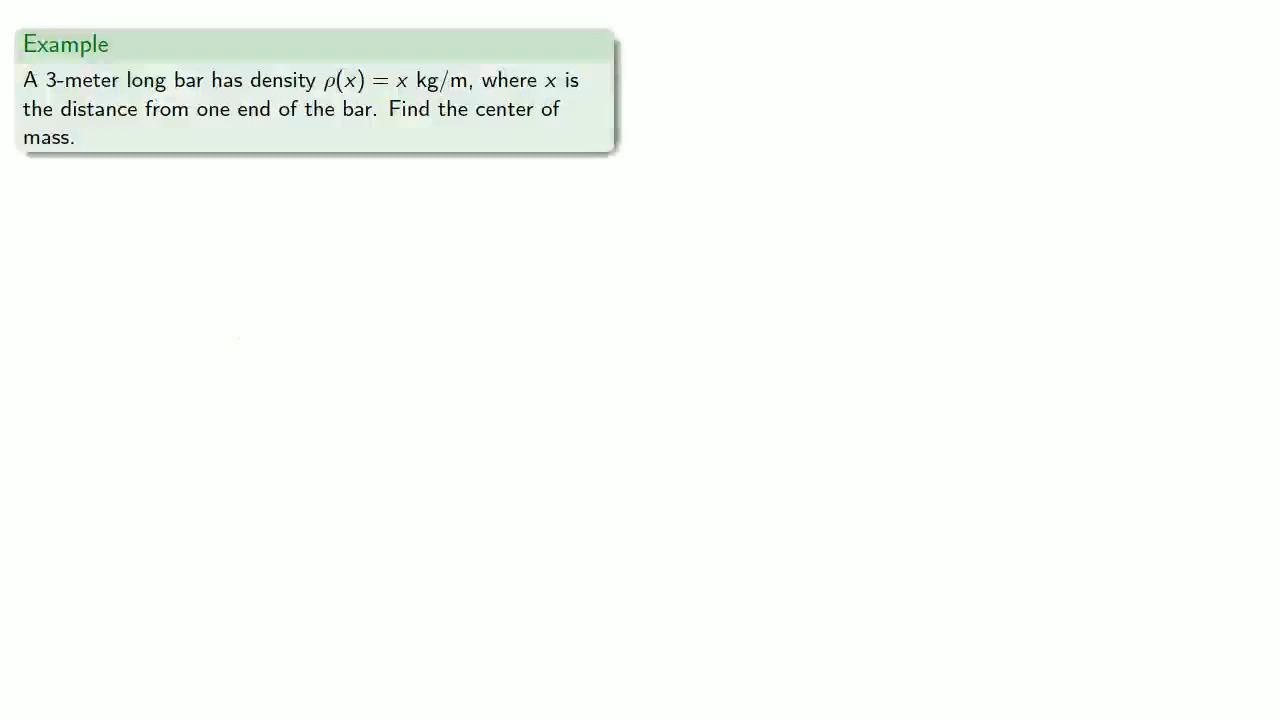 Example
A 3-meter long bar has density ρ(x) = x kg/m, where x is
the distance from one end of the bar. Find the center of
mass.